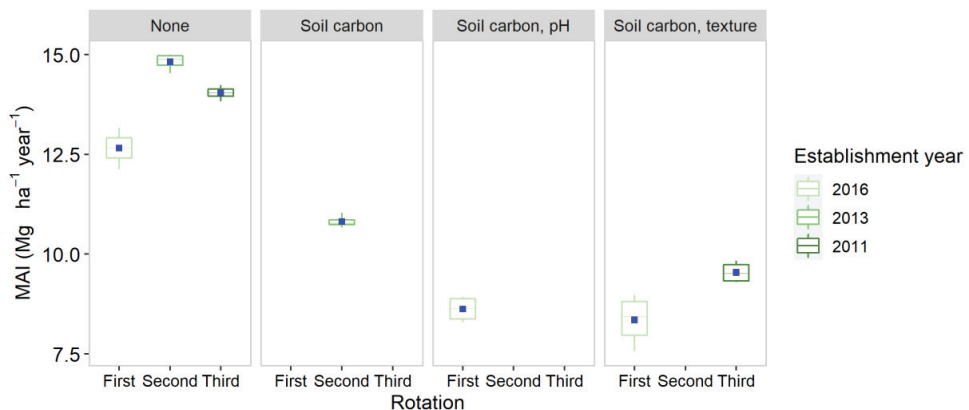 None
Soil carbon
Soil carbon, pH
Soil carbon, texture
MAI (Mg ha⁻¹ year⁻¹)
15.0
12.5
10.0
7.5
First Second Third
First Second Third
First Second Third
First Second Third
Rotation
Establishment year
2016
2013
2011